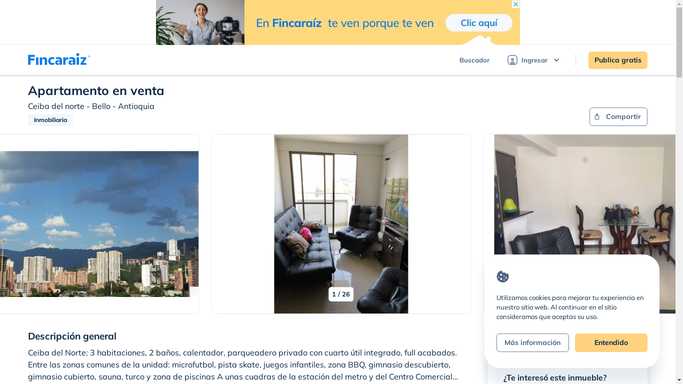 En Fincaraíz te ven porque te ven
Clic aquí
Fincaraíz
Buscador
Ingresar
Publica gratis
Apartamento en venta
Ceiba del norte - Bello - Antioquia
Inmobiliaria
Compartir
1 / 26
Descripción general
Ceiba del Norte; 3 habitaciones, 2 baños, calentador, parqueadero privado con cuarto útil integrado, full acabados.
Entre las zonas comunes de la unidad: microfutbol, pista skate, juegos infantiles, zona BBQ, gimnasio descubierto,
gimnasio cubierto, sauna, turco y zona de piscinas A unas cuadras de la estación del metro y del Centro Comercial...
Utilizamos cookies para mejorar tu experiencia en
nuestro sitio web. Al continuar en el sitio
consideramos que aceptas su uso.
Más información
Entendido
¿Te interesó este inmueble?